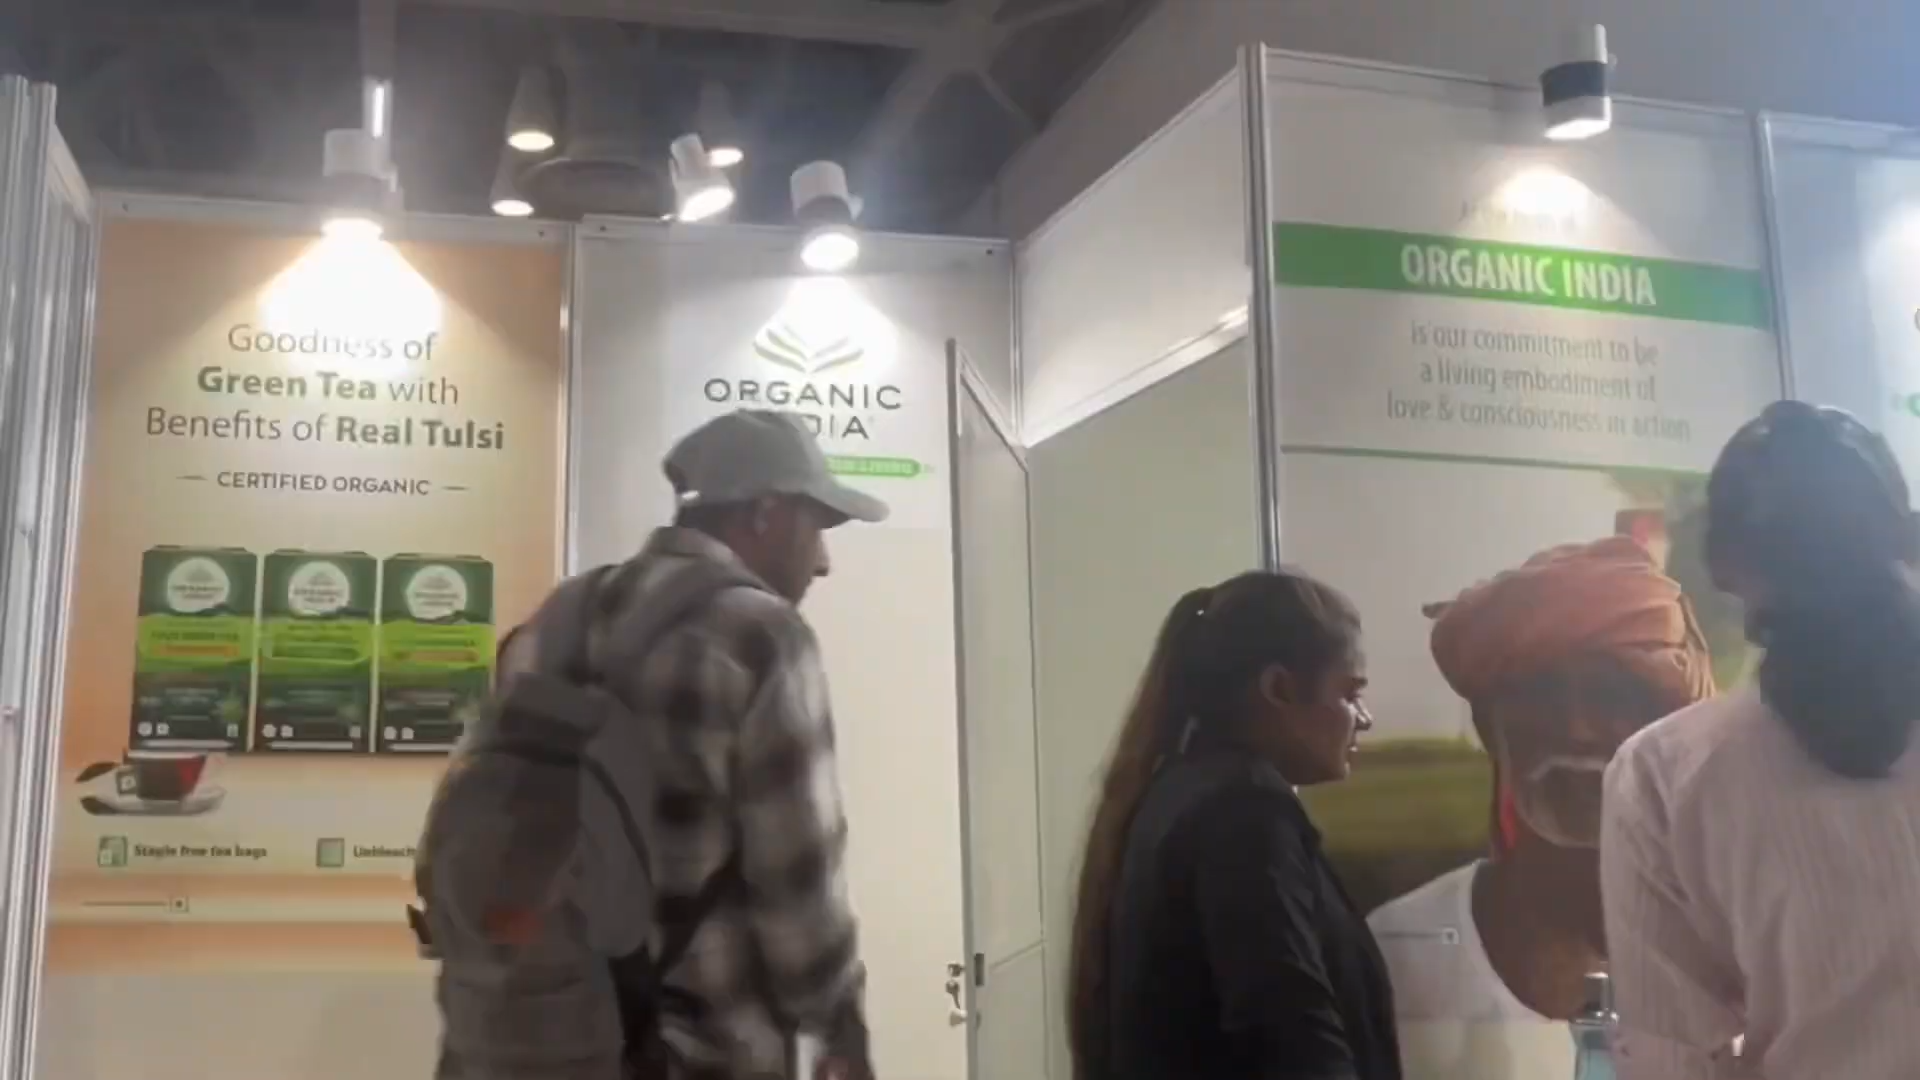 Goodness of
Green Tea with
Benefits of Real Tulsi
CERTIFIED ORGANIC
Staple free tea bags
ORGANIC
ORGANIC INDIA
is our commitment to be
a living embodiment of
love & consciousness in action